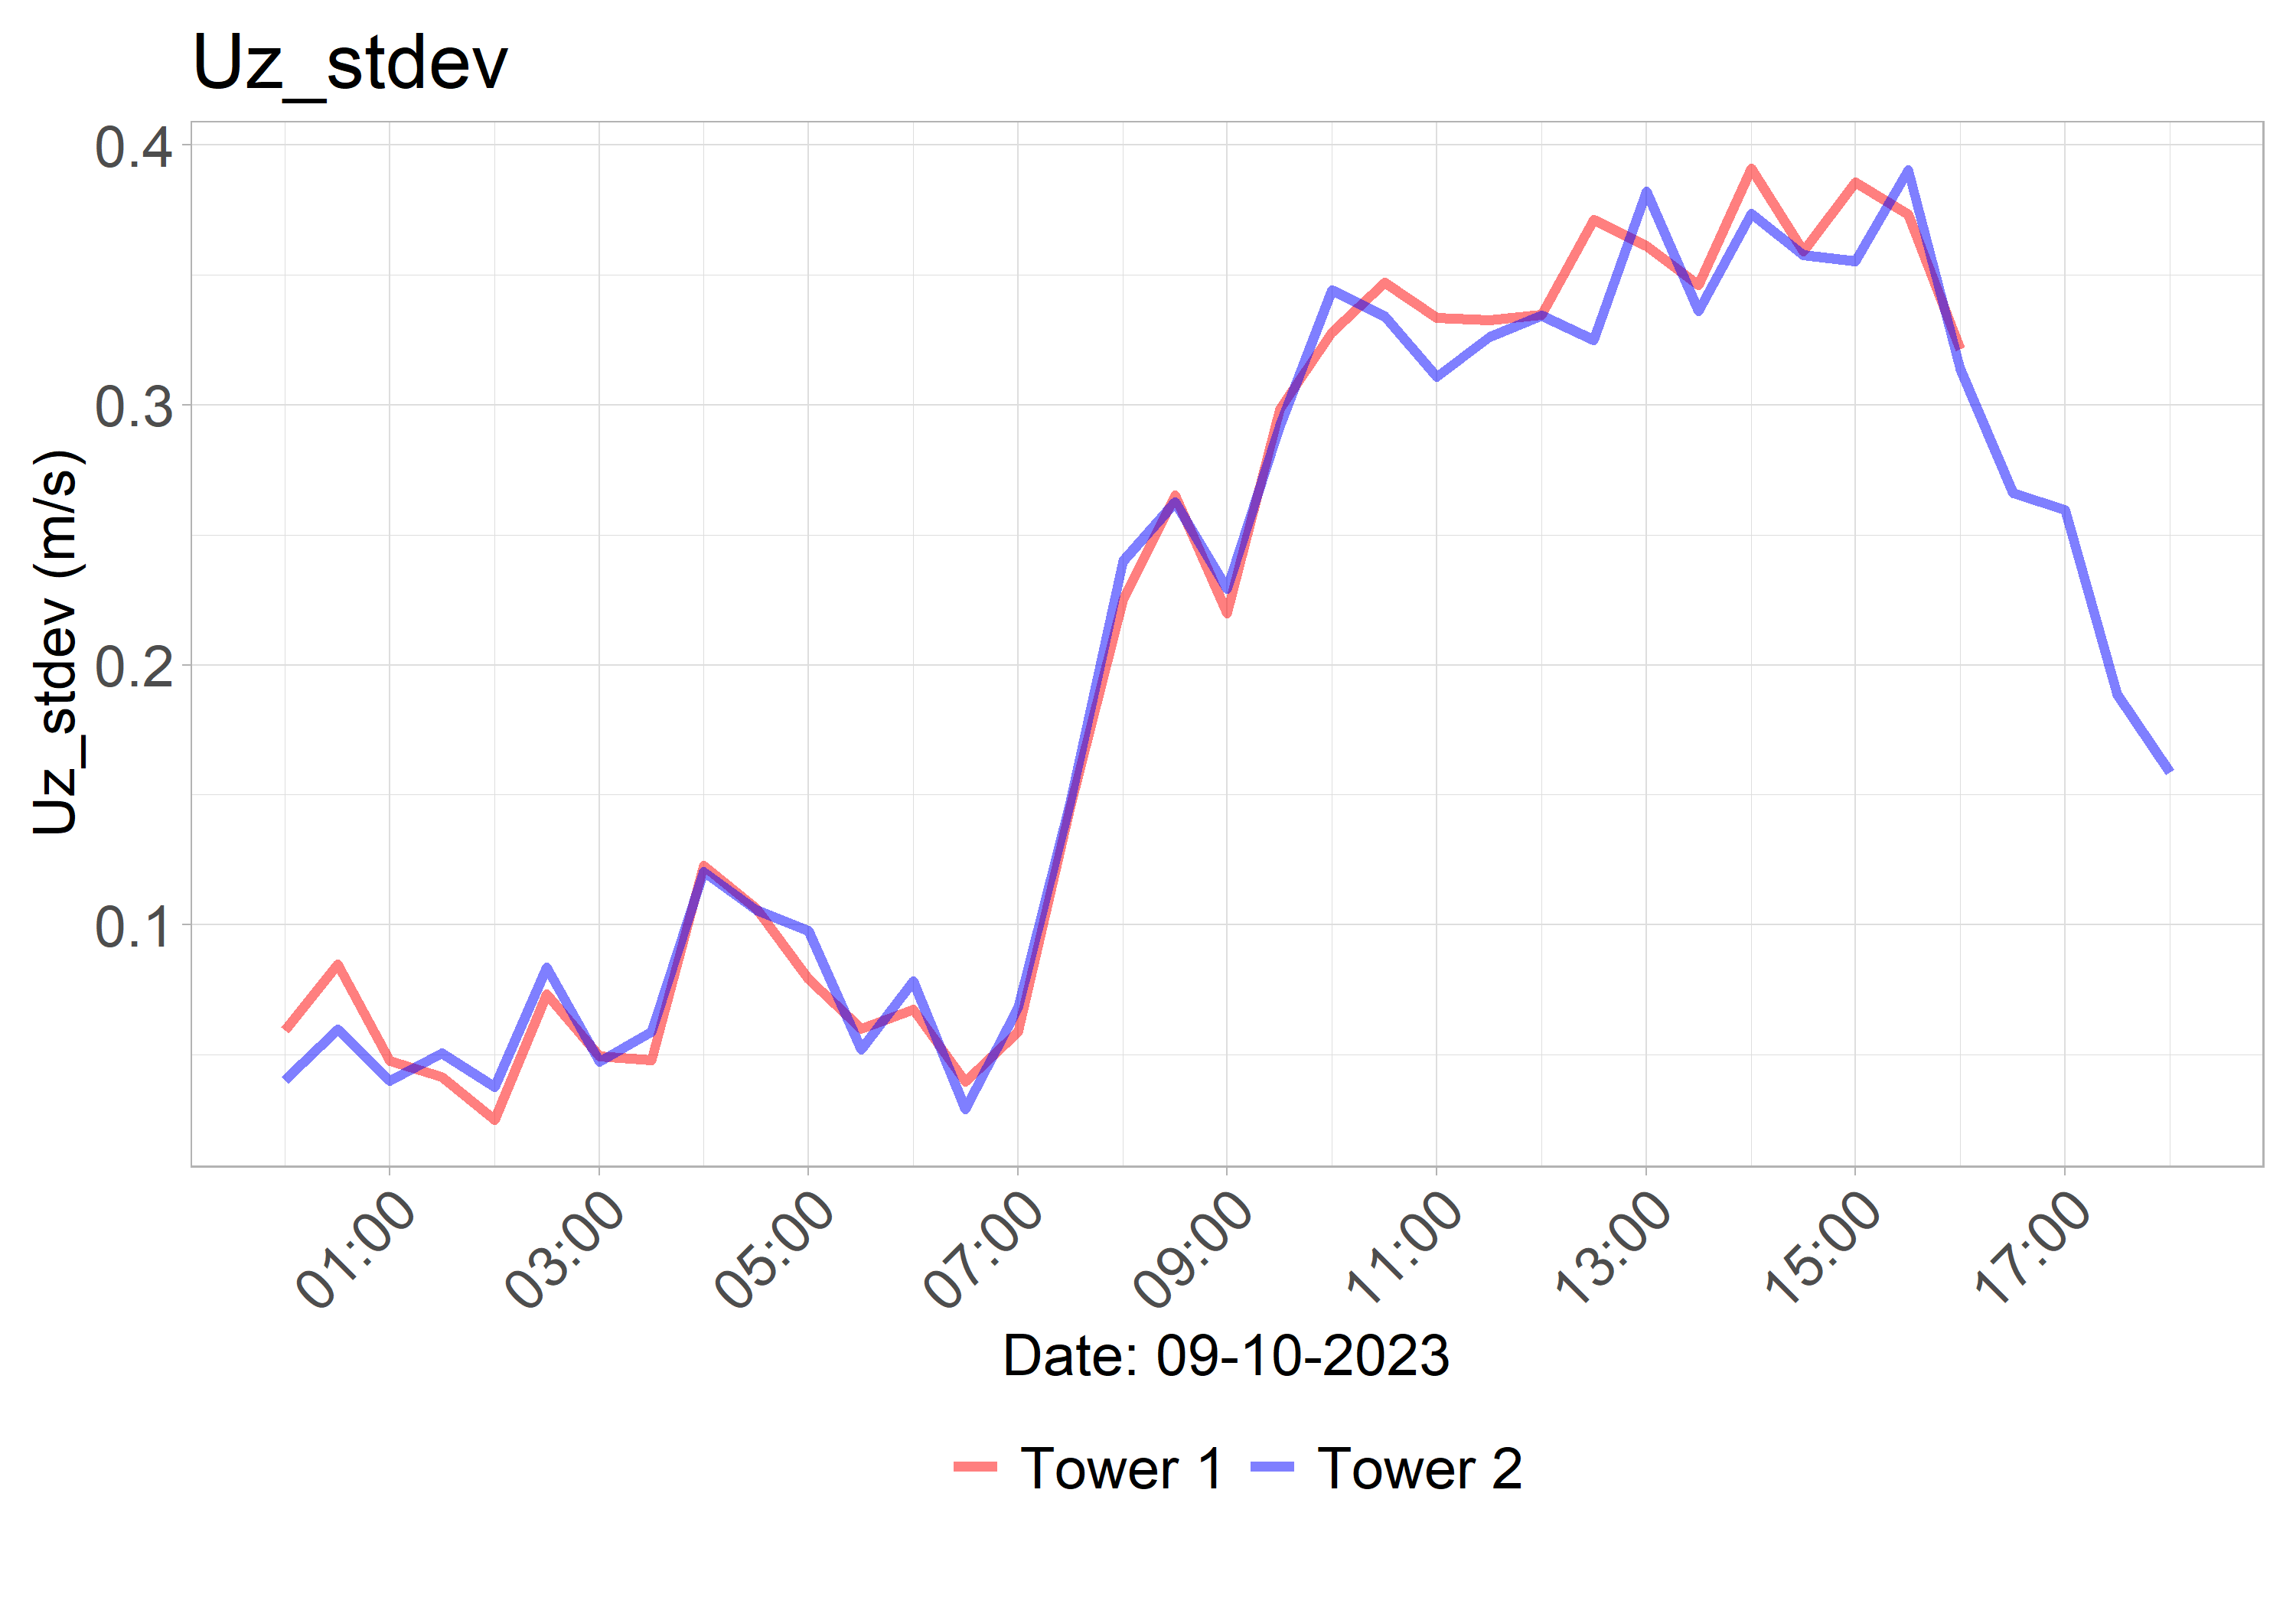 Uz_stdev
Uz_stdev (m/s)
0.4
0.3
0.2
0.1
01:00 03:00 05:00 07:00 09:00 11:00 13:00 15:00 17:00
Date: 09-10-2023
Tower 1 Tower 2